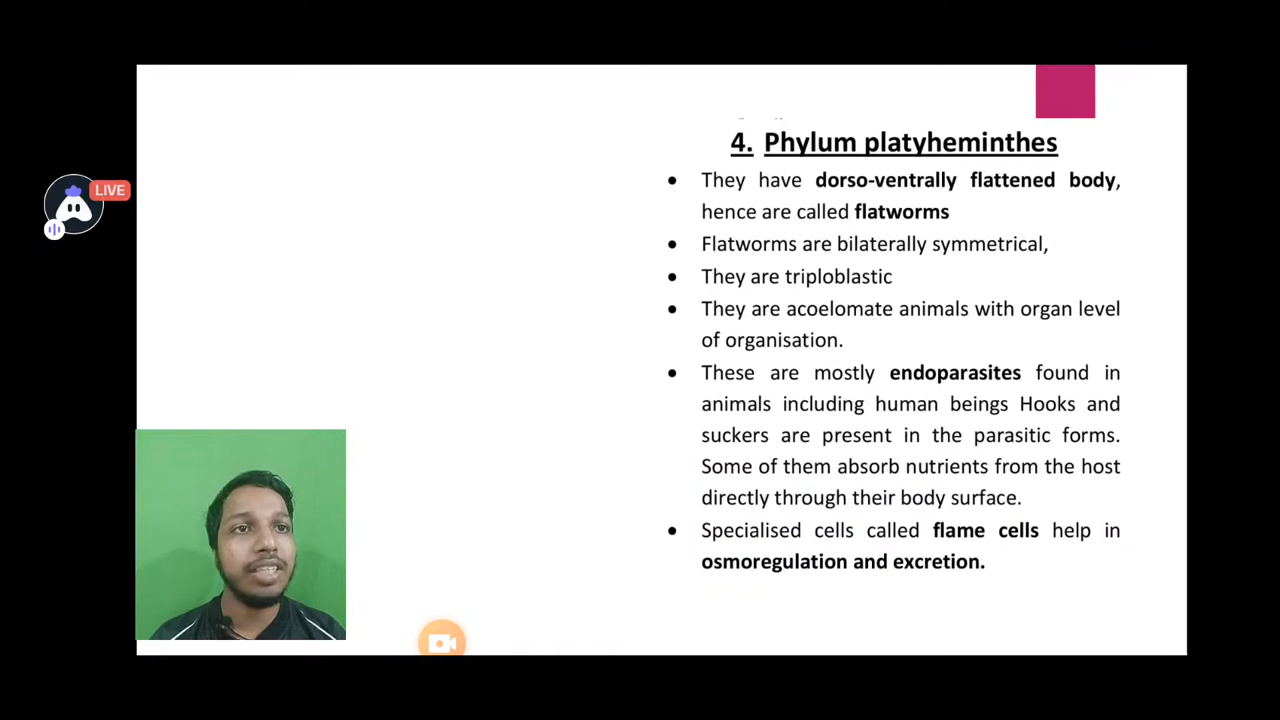 LIVE
4. Phylum platyheminthes
• They have dorso-ventrally flattened body,
hence are called flatworms
• Flatworms are bilaterally symmetrical,
• They are triploblastic
• They are acoelomate animals with organ level
of organisation.
• These are mostly endoparasites found in
animals including human beings Hooks and
suckers are present in the parasitic forms.
Some of them absorb nutrients from the host
directly through their body surface.
• Specialised cells called flame cells help in
osmoregulation and excretion.